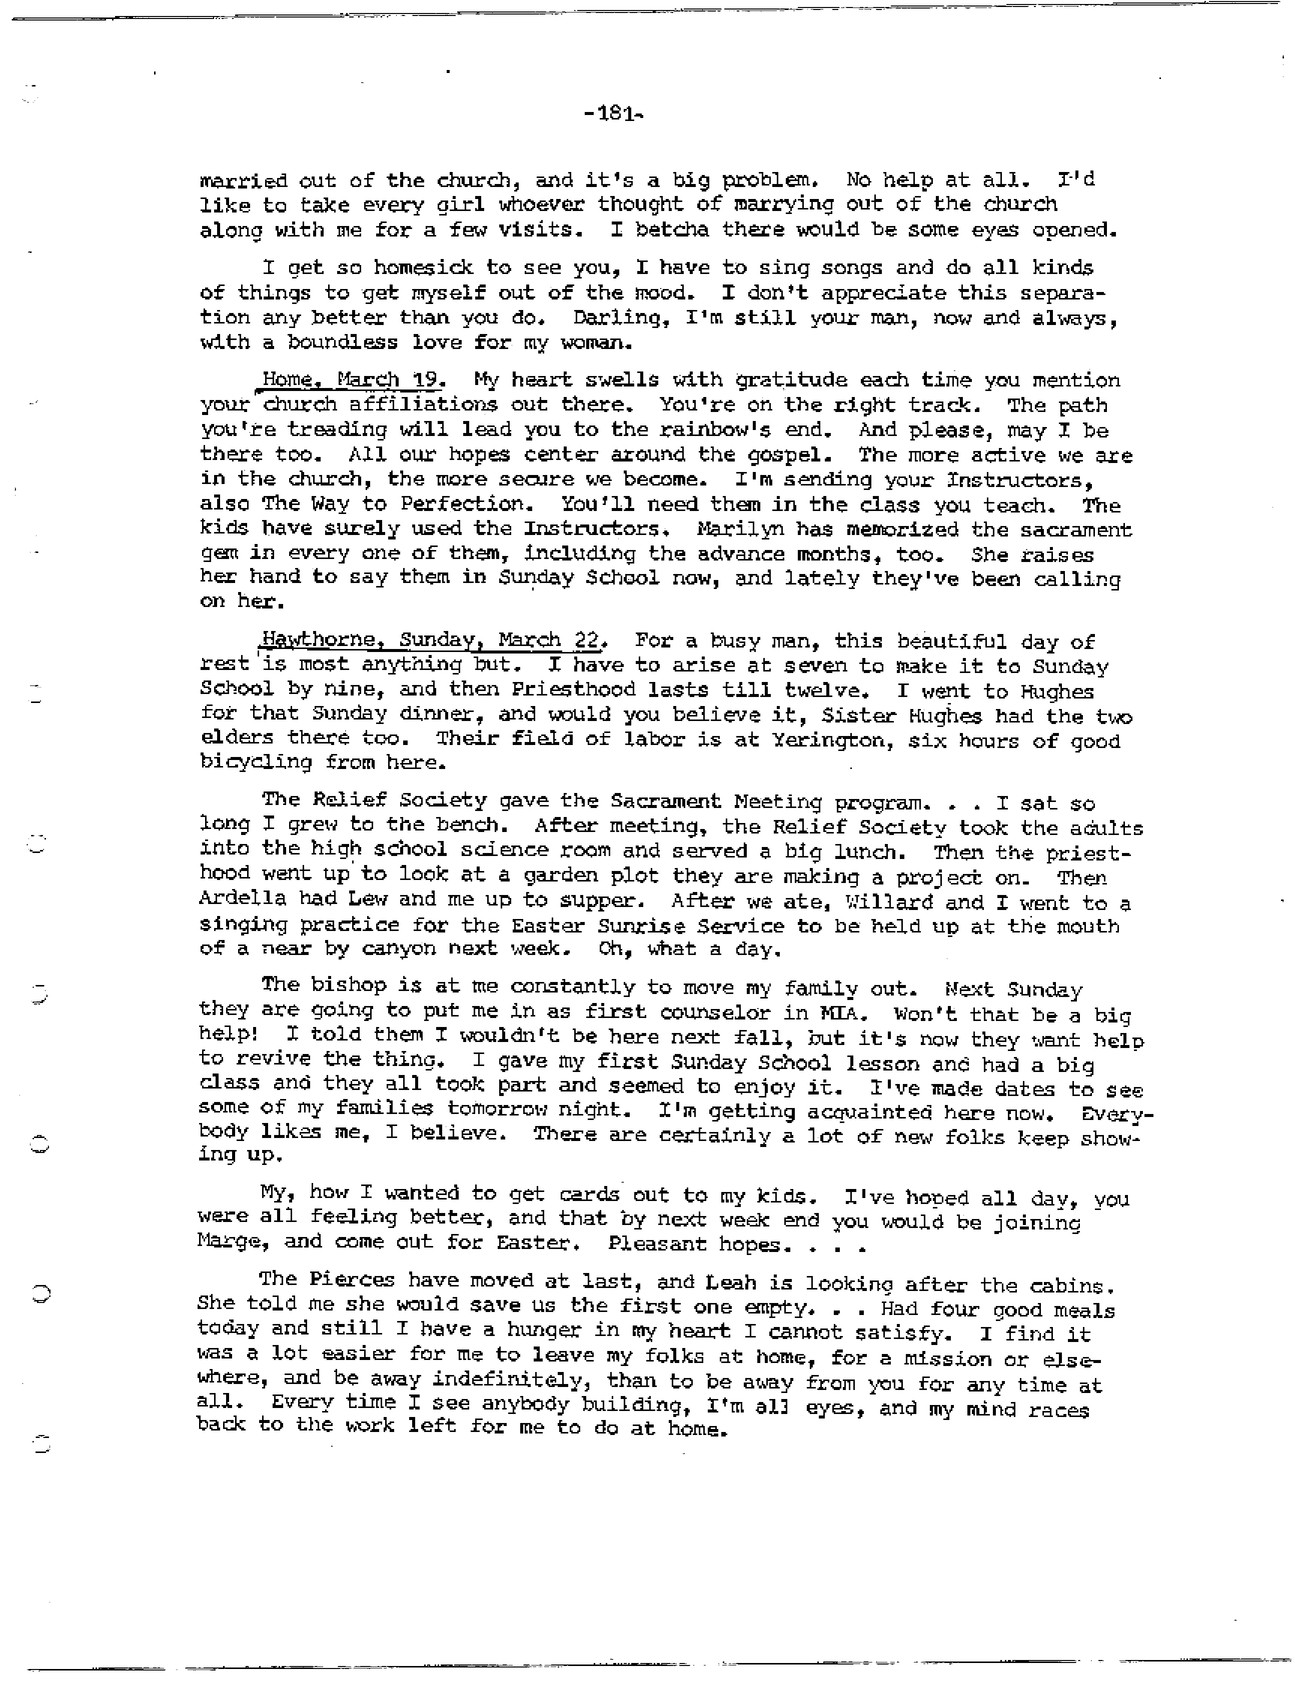 -181-
married out of the church, and it's a big problem. No help at all. I'd
like to take every girl whoever thought of marrying out of the church
along with me for a few visits. I betcha there would be some eyes opened.
I get so homesick to see you, I have to sing songs and do all kinds
of things to get myself out of the mood. I don't appreciate this separa-
tion any better than you do. Darling, I'm still your man, now and always,
with a boundless love for my woman.
Home, March 19. My heart swells with gratitude each time you mention
your church affiliations out there. You're on the right track. The path
you're treading will lead you to the rainbow's end. And please, may I be
there too. All our hopes center around the gospel. The more active we are
in the church, the more secure we become. I'm sending your Instructors,
also The Way to Perfection. You'll need them in the class you teach. The
kids have surely used the Instructors. Marilyn has memorized the sacrament
gem in every one of them, including the advance months, too. She raises
her hand to say them in Sunday School now, and lately they've been calling
on her.
Hawthorne, Sunday, March 22. For a busy man, this beautiful day of
rest is most anything but. I have to arise at seven to make it to Sunday
School by nine, and then Priesthood lasts till twelve. I went to Hughes
for that Sunday dinner, and would you believe it, Sister Hughes had the two
elders there too. Their field of labor is at Yerington, six hours of good
bicycling from here.
The Relief Society gave the Sacrament Meeting program. . . I sat so
long I grew to the bench. After meeting, the Relief Society took the adults
into the high school science room and served a big lunch. Then the priest-
hood went up to look at a garden plot they are making a project on. Then
Ardella had Lew and me up to supper. After we ate, Willard and I went to a
singing practice for the Easter Sunrise Service to be held up at the mouth
of a near by canyon next week. Oh, what a day.
The bishop is at me constantly to move my family out. Next Sunday
they are going to put me in as first counselor in MIA. Won't that be a big
help! I told them I wouldn't be here next fall, but it's now they want help
to revive the thing. I gave my first Sunday School lesson and had a big
class and they all took part and seemed to enjoy it. I've made dates to see
some of my families tomorrow night. I'm getting acquainted here now. Every-
body likes me, I believe. There are certainly a lot of new folks keep show-
ing up.
My, how I wanted to get cards out to my kids. I've hoped all day, you
were all feeling better, and that by next week end you would be joining
Marge, and come out for Easter. Pleasant hopes. . . .
The Pierces have moved at last, and Leah is looking after the cabins.
She told me she would save us the first one empty. . . Had four good meals
today and still I have a hunger in my heart I cannot satisfy. I find it
was a lot easier for me to leave my folks at home, for a mission or else-
where, and be away indefinitely, than to be away from you for any time at
all. Every time I see anybody building, I'm all eyes, and my mind races
back to the work left for me to do at home.